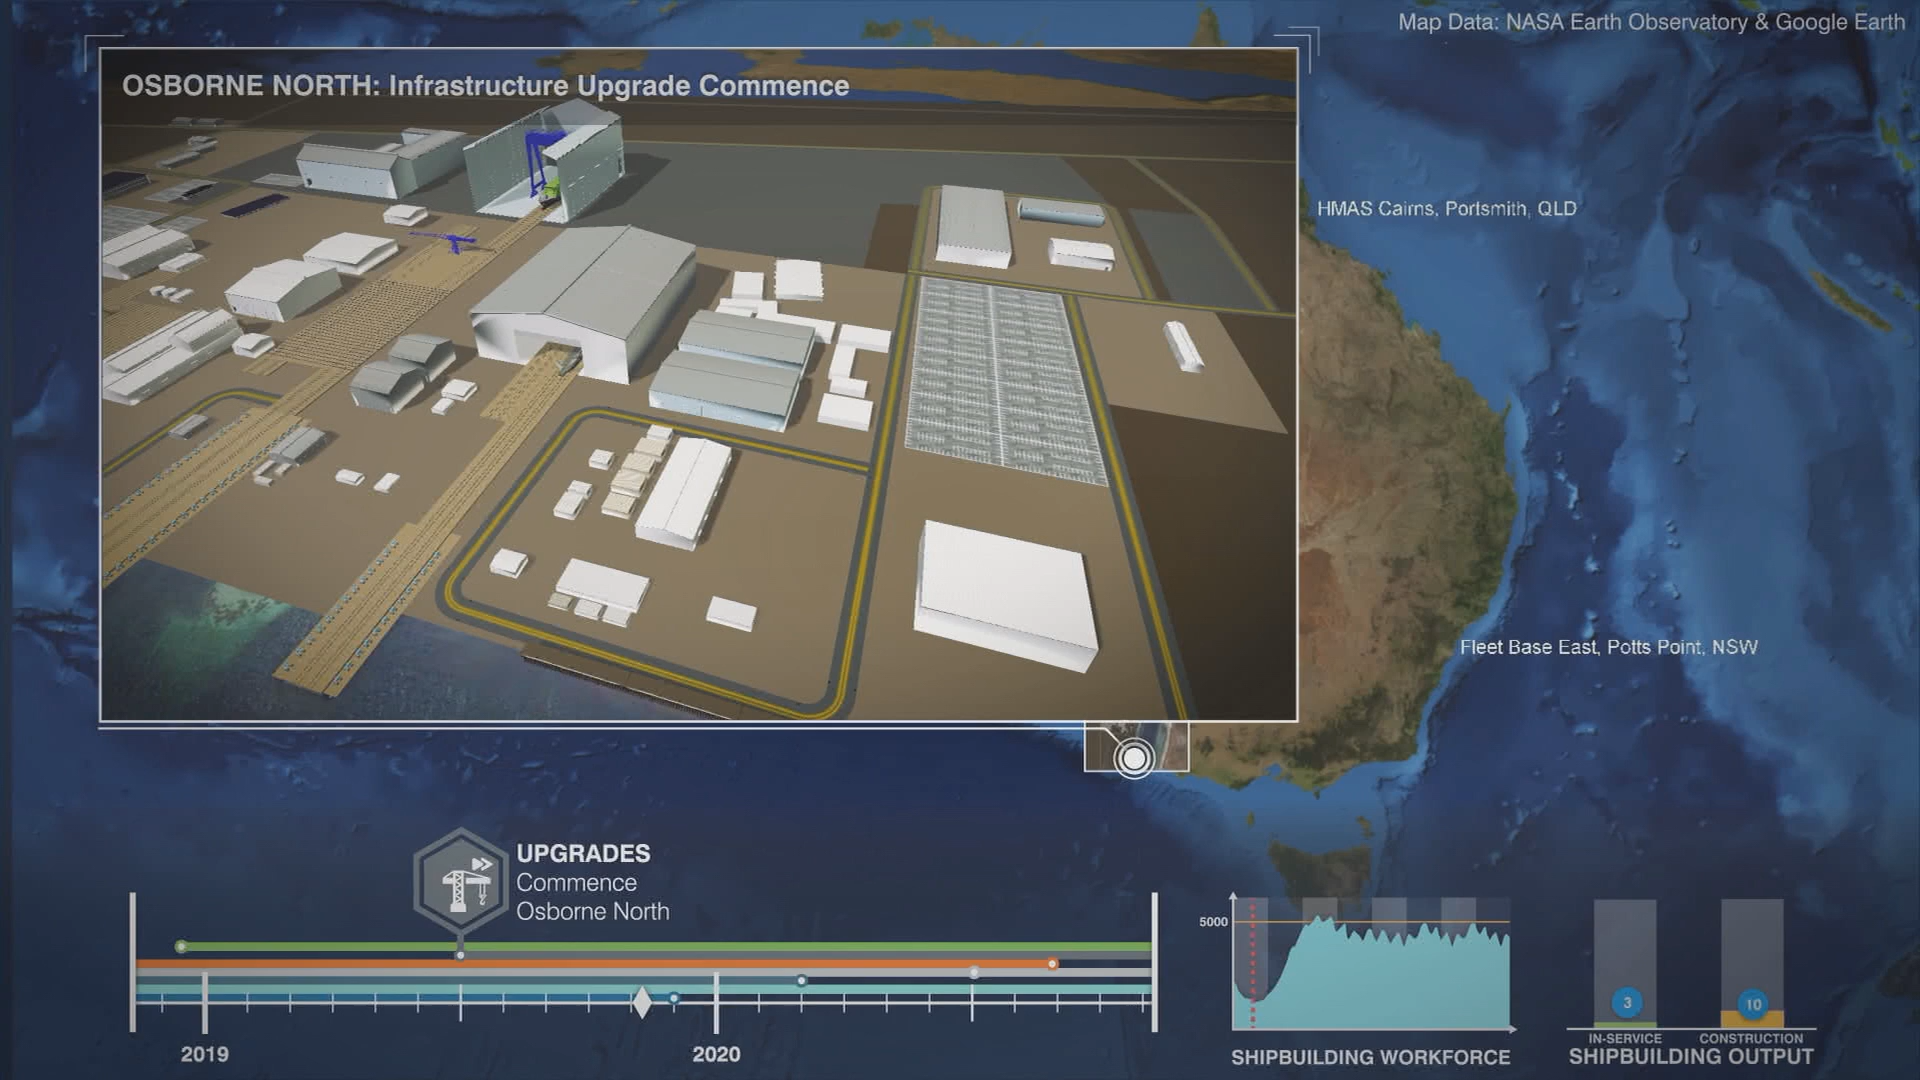 Map Data: NASA Earth Observatory & Google Earth
OSBORNE NORTH: Infrastructure Upgrade Commence
HMAS Cairns, Portsmith, QLD
Fleet Base East, Potts Point, NSW
UPGRADES
Commence
Osborne North
2019
2020
5000
SHIPBUILDING WORKFORCE
3
10
IN-SERVICE
CONSTRUCTION
SHIPBUILDING OUTPUT